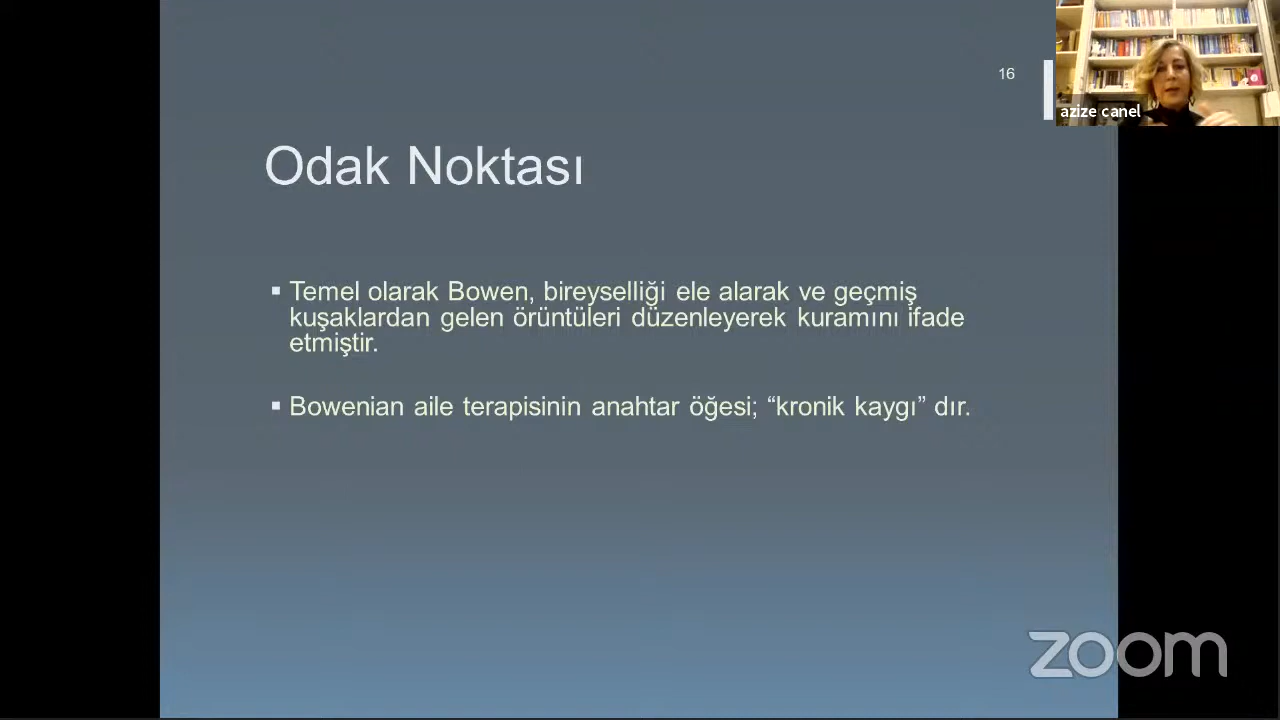 16
azize canel
Odak Noktası
▪ Temel olarak Bowen, bireyselliği ele alarak ve geçmiş
kuşaklardan gelen örüntüleri düzenleyerek kuramını ifade
etmiştir.
▪ Bowenian aile terapisinin anahtar öğesi; “kronik kaygı” dır.
zoom